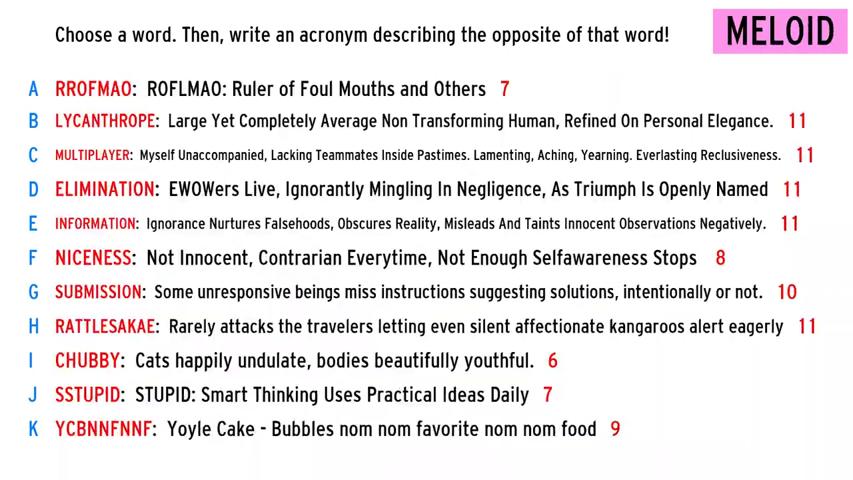 Choose a word. Then, write an acronym describing the opposite of that word!
MELOID
A RROFMAO: ROFLMAO: Ruler of Foul Mouths and Others 7
B LYCANTHROPE: Large Yet Completely Average Non Transforming Human, Refined On Personal Elegance. 11
C MULTIPLAYER: Myself Unaccompanied, Lacking Teammates Inside Pastimes. Lamenting, Aching, Yearning. Everlasting Reclusiveness. 11
D ELIMINATION: EWOWers Live, Ignorantly Mingling In Negligence, As Triumph Is Openly Named 11
E INFORMATION: Ignorance Nurtures Falsehoods, Obscures Reality, Misleads And Taints Innocent Observations Negatively. 11
F NICENESS: Not Innocent, Contrarian Everytime, Not Enough Selfawareness Stops 8
G SUBMISSION: Some unresponsive beings miss instructions suggesting solutions, intentionally or not. 10
H RATTLESAKAE: Rarely attacks the travelers letting even silent affectionate kangaroos alert eagerly 11
I CHUBBY: Cats happily undulate, bodies beautifully youthful. 6
J SSTUPID: STUPID: Smart Thinking Uses Practical Ideas Daily 7
K YCBNNFNNF: Yoyle Cake - Bubbles nom nom favorite nom nom food 9